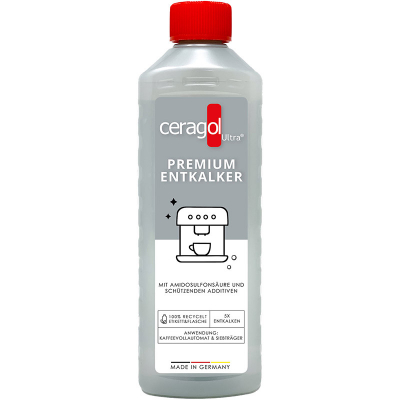 ceragol
Ultra®
PREMIUM
ENTKALKER
MIT AMIDOSULFONSÄURE UND
SCHÜTZENDEN ADDITIVEN
100% RECYCELT
ETIKETT&FLASCHE
5X
ENTKALKEN
ANWENDUNG:
KAFFEEVOLLAUTOMAT & SIEBTRÄGER
MADE IN GERMANY